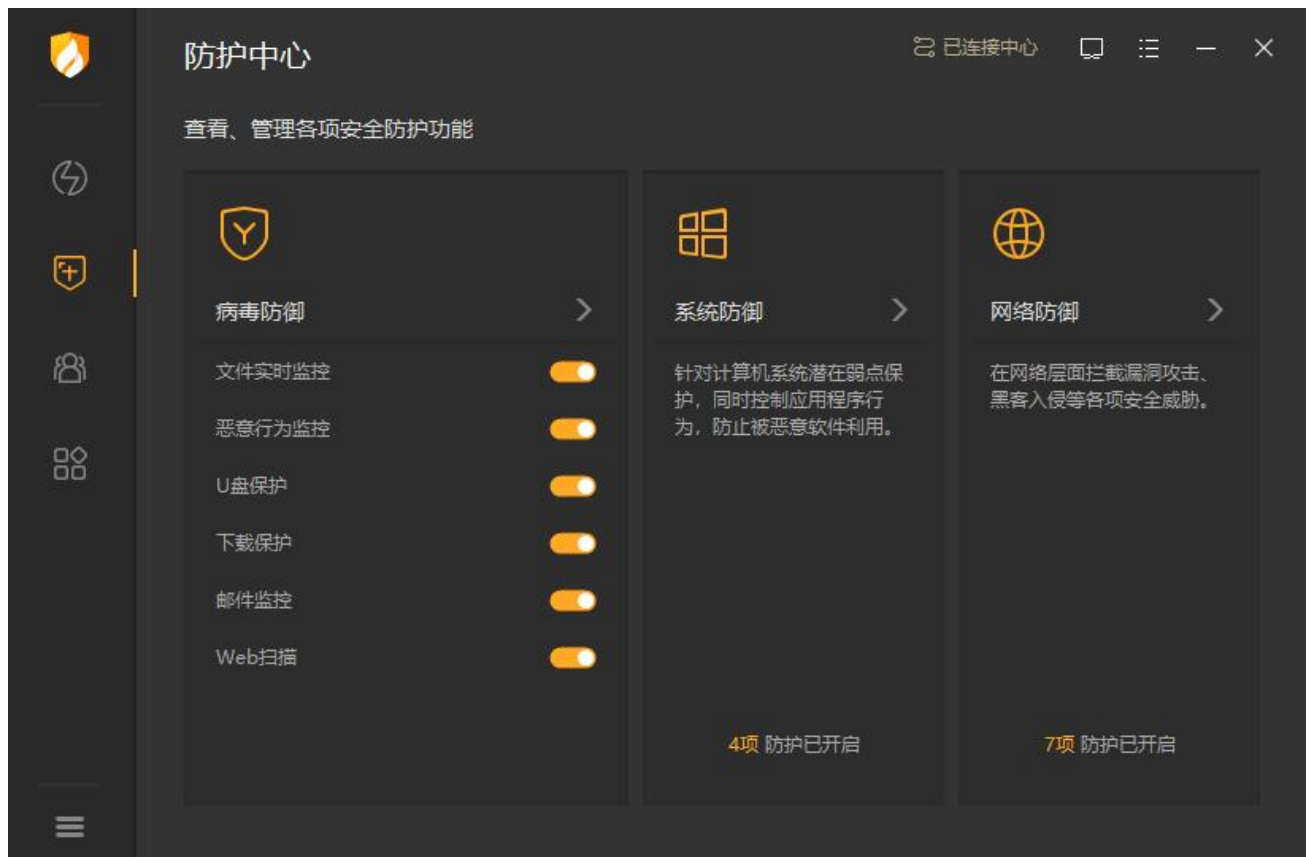 防护中心
已连接中心
查看、管理各项安全防护功能
病毒防御
文件实时监控
恶意行为监控
U盘保护
下载保护
邮件监控
Web扫描
系统防御
针对计算机系统潜在弱点保
护，同时控制应用程序行
为，防止被恶意软件利用。
4项 防护已开启
网络防御
在网络层面拦截漏洞攻击、
黑客入侵等各项安全威胁。
7项 防护已开启